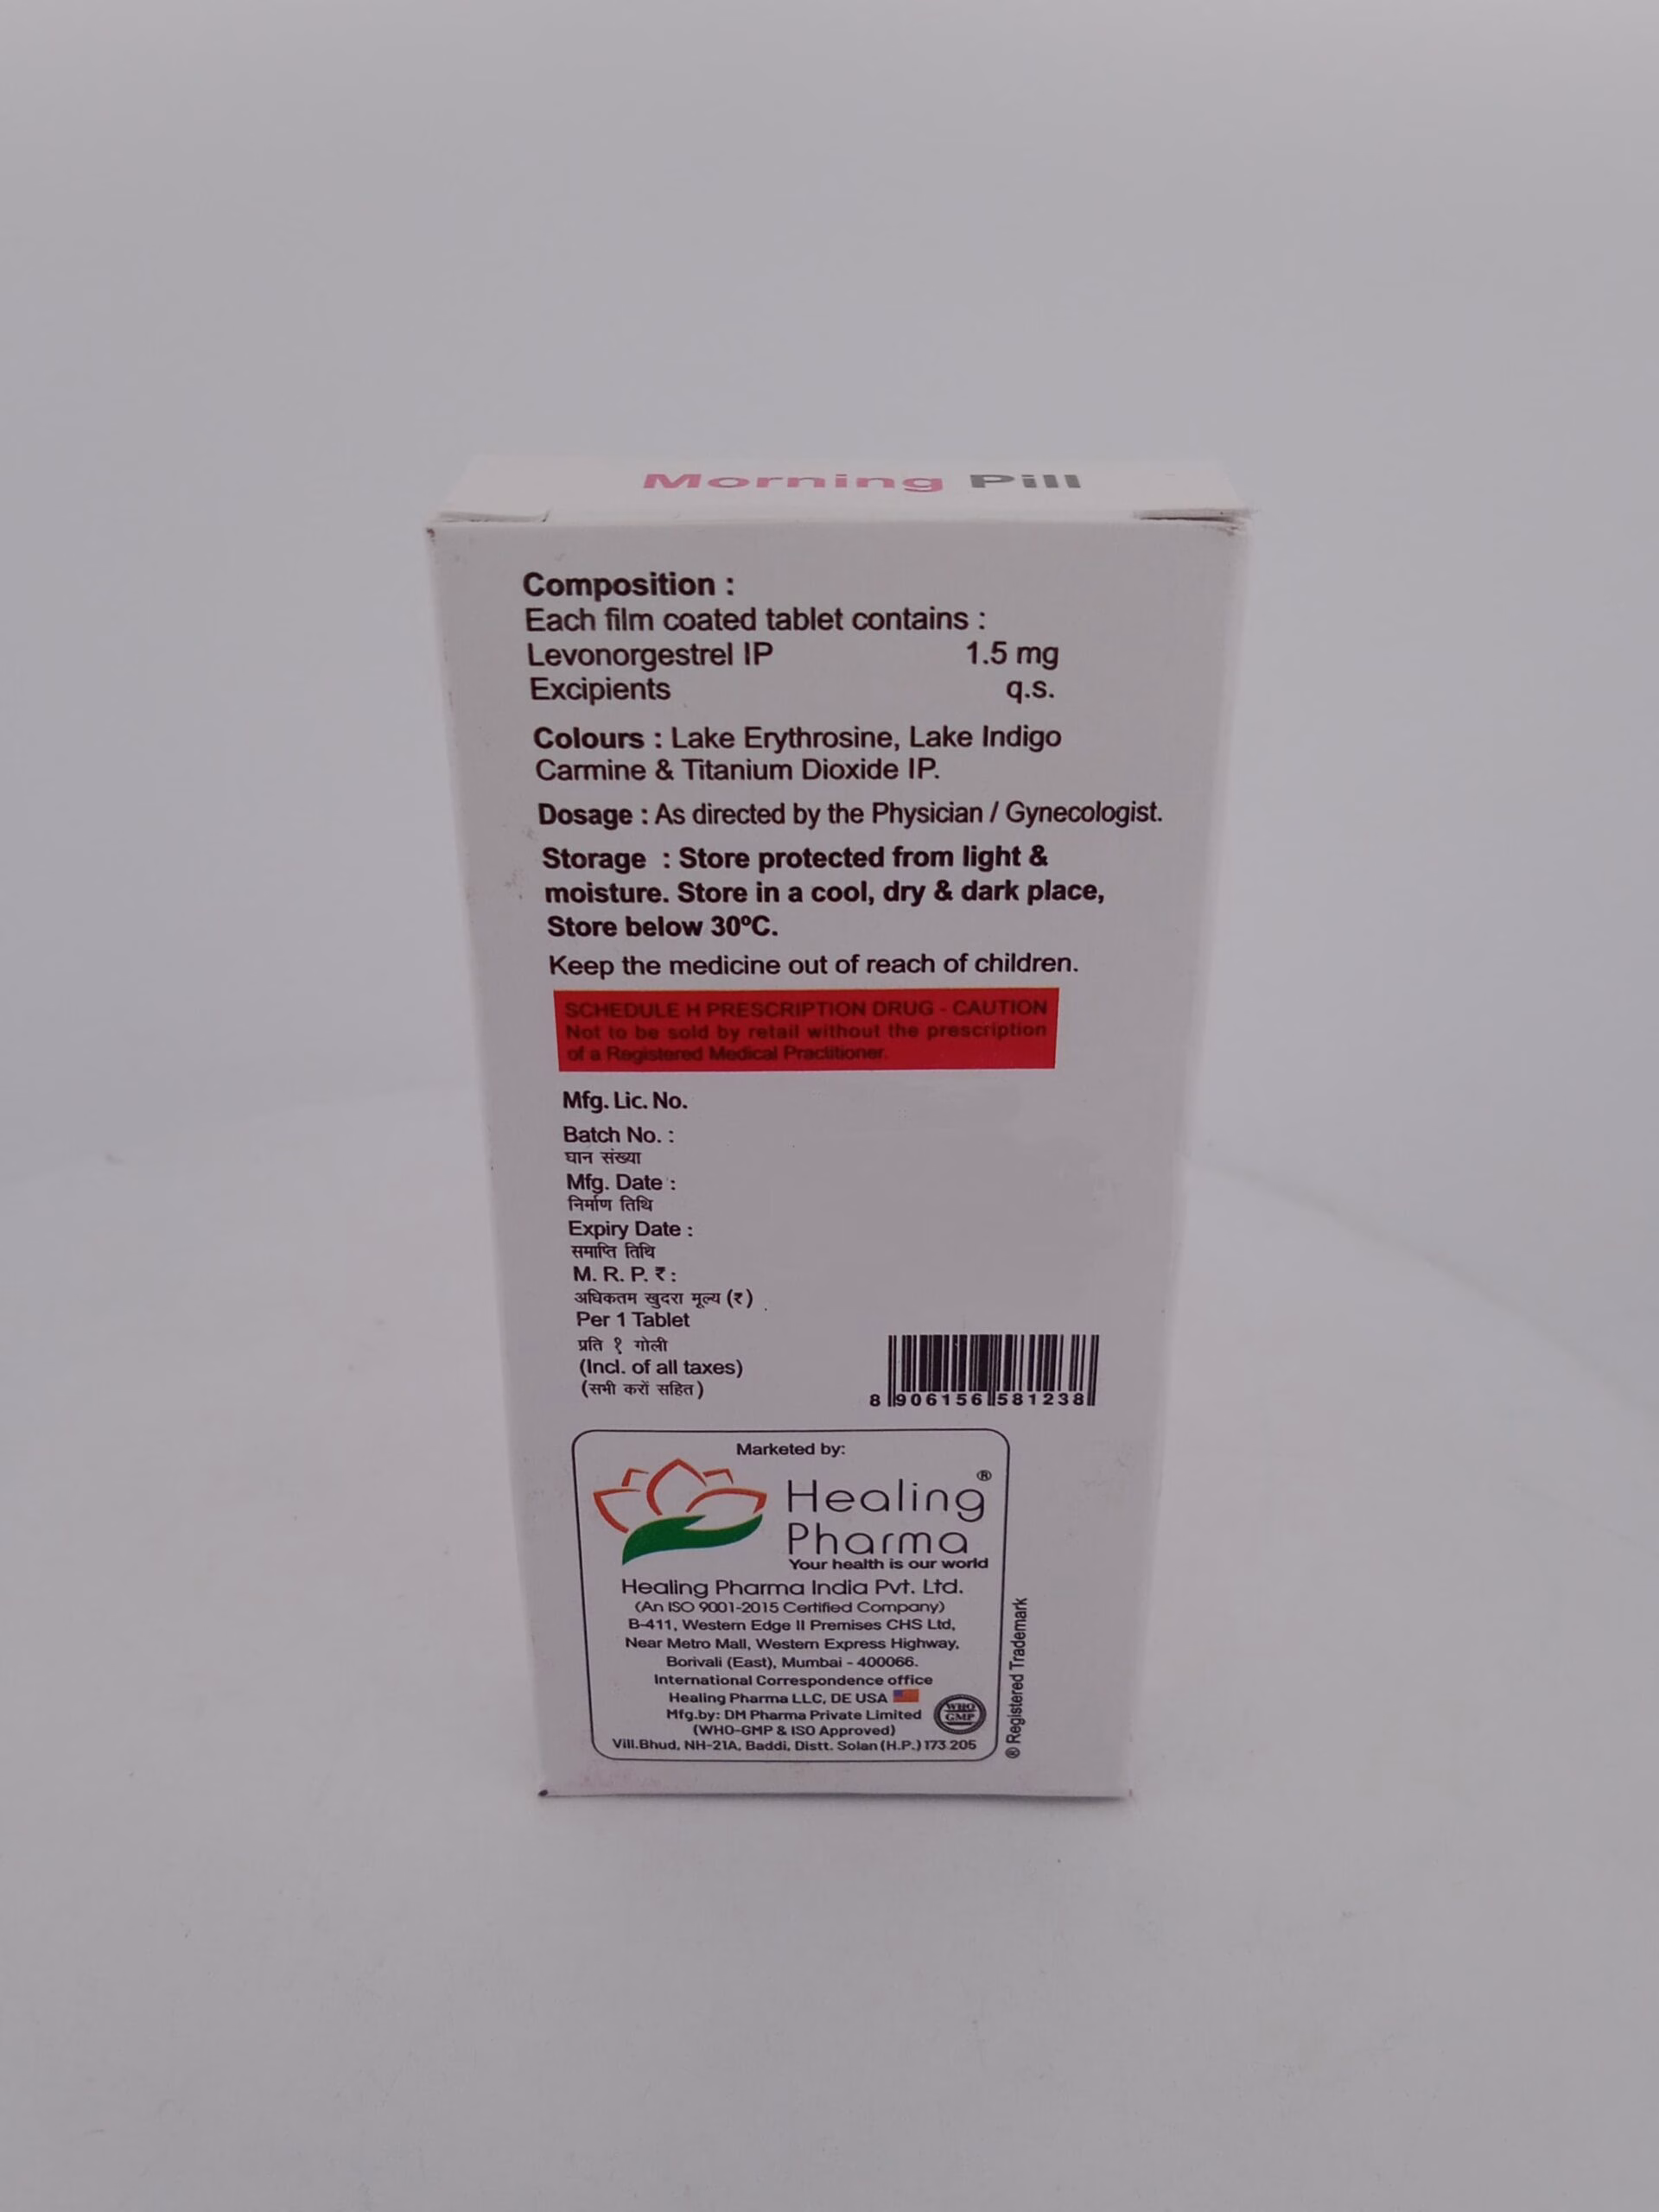 Morning Pill
Composition :
Each film coated tablet contains :
Levonorgestrel IP 1.5 mg
Excipients q.s.
Colours : Lake Erythrosine, Lake Indigo
Carmine & Titanium Dioxide IP.
Dosage : As directed by the Physician / Gynecologist.
Storage : Store protected from light &
moisture. Store in a cool, dry & dark place,
Store below 30ºC.
Keep the medicine out of reach of children.
SCHEDULE H PRESCRIPTION DRUG - CAUTION
Not to be sold by retail without the prescription
of a Registered Medical Practitioner.
Mfg. Lic. No.
Batch No. :
घान संख्या
Mfg. Date :
निर्माण तिथि
Expiry Date :
समाप्ति तिथि
M. R. P. ₹ :
अधिकतम खुदरा मूल्य (₹)
Per 1 Tablet
प्रति १ गोली
(Incl. of all taxes)
(सभी करों सहित)
8 906156 581238
Marketed by:
Healing®
Pharma
Your health is our world
Healing Pharma India Pvt. Ltd.
(An ISO 9001-2015 Certified Company)
B-411, Western Edge II Premises CHS Ltd,
Near Metro Mall, Western Express Highway,
Borivali (East), Mumbai - 400066.
International Correspondence office
Healing Pharma LLC, DE USA
Mfg.by: DM Pharma Private Limited
(WHO-GMP & ISO Approved)
Vill.Bhud, NH-21A, Baddi, Distt. Solan (H.P.) 173 205
WHO
GMP
® Registered Trademark